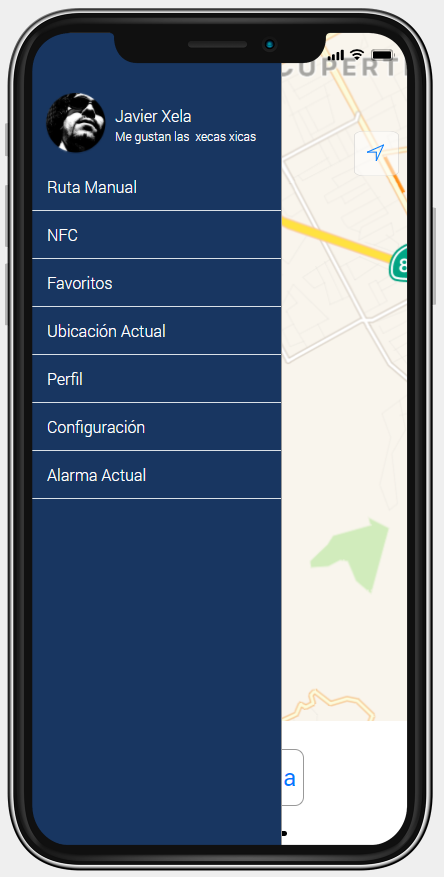 CUPERT
Javier Xela
Me gustan las  xecas xicas
Ruta Manual
NFC
Favoritos
Ubicación Actual
Perfil
Configuración
Alarma Actual
8
a